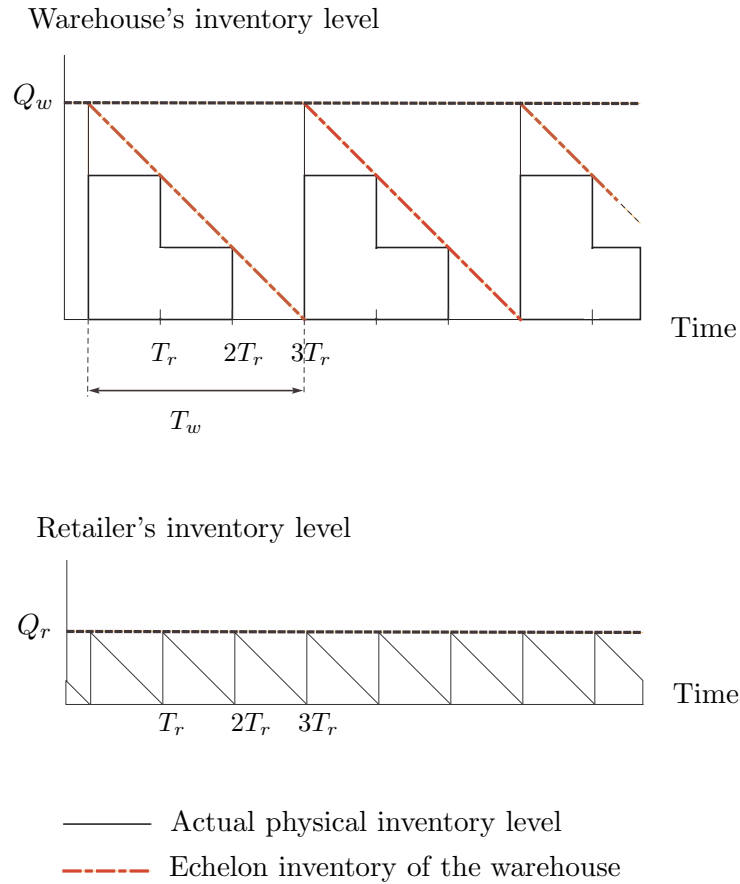 Warehouse's inventory level
Q_w
Time
T_r 2T_r 3T_r
T_w
Retailer's inventory level
Q_r
Time
T_r 2T_r 3T_r
Actual physical inventory level
Echelon inventory of the warehouse